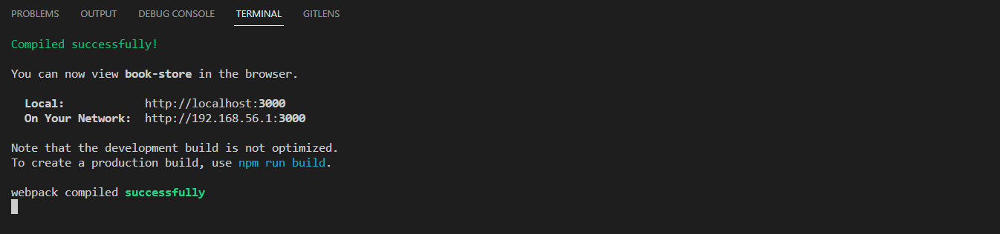 PROBLEMS OUTPUT DEBUG CONSOLE TERMINAL GITLENS
Compiled successfully!
You can now view book-store in the browser.
Local: http://localhost:3000
On Your Network: http://192.168.56.1:3000
Note that the development build is not optimized.
To create a production build, use npm run build.
webpack compiled successfully